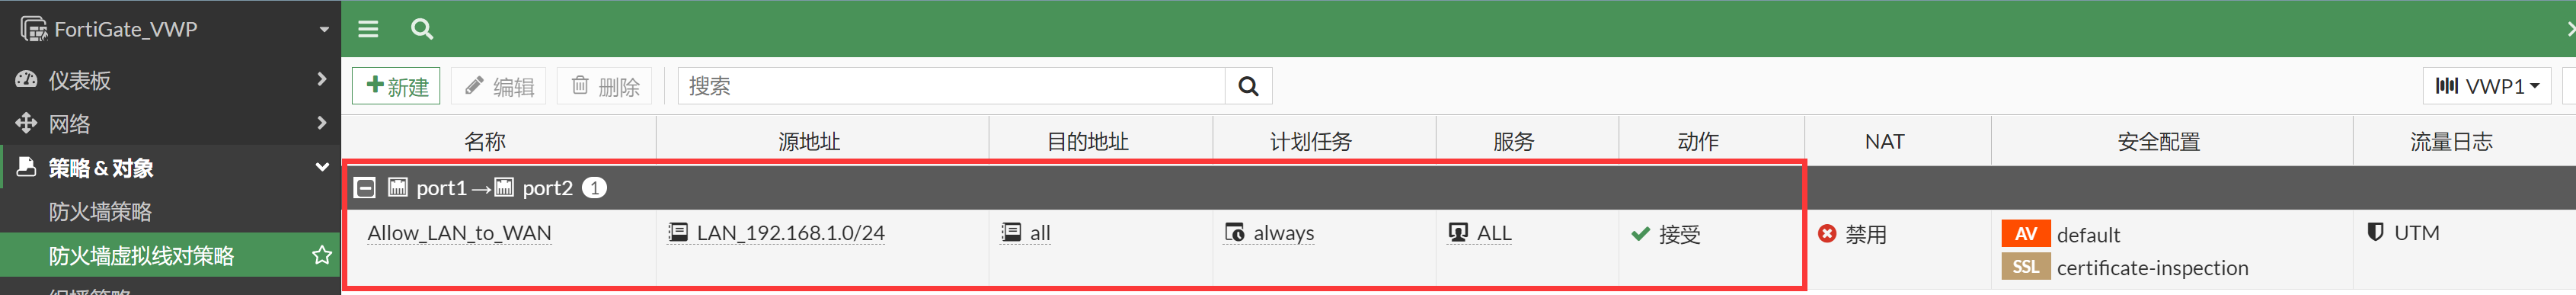 FortiGate_VWP
仪表板
网络
策略 & 对象
防火墙策略
防火墙虚拟线对策略
新建 编辑 删除 搜索 VWP1
名称 源地址 目的地址 计划任务 服务 动作 NAT 安全配置 流量日志
port1→ port2 1
Allow_LAN_to_WAN LAN_192.168.1.0/24 all always ALL 接受 禁用 AV default UTM
SSL certificate-inspection